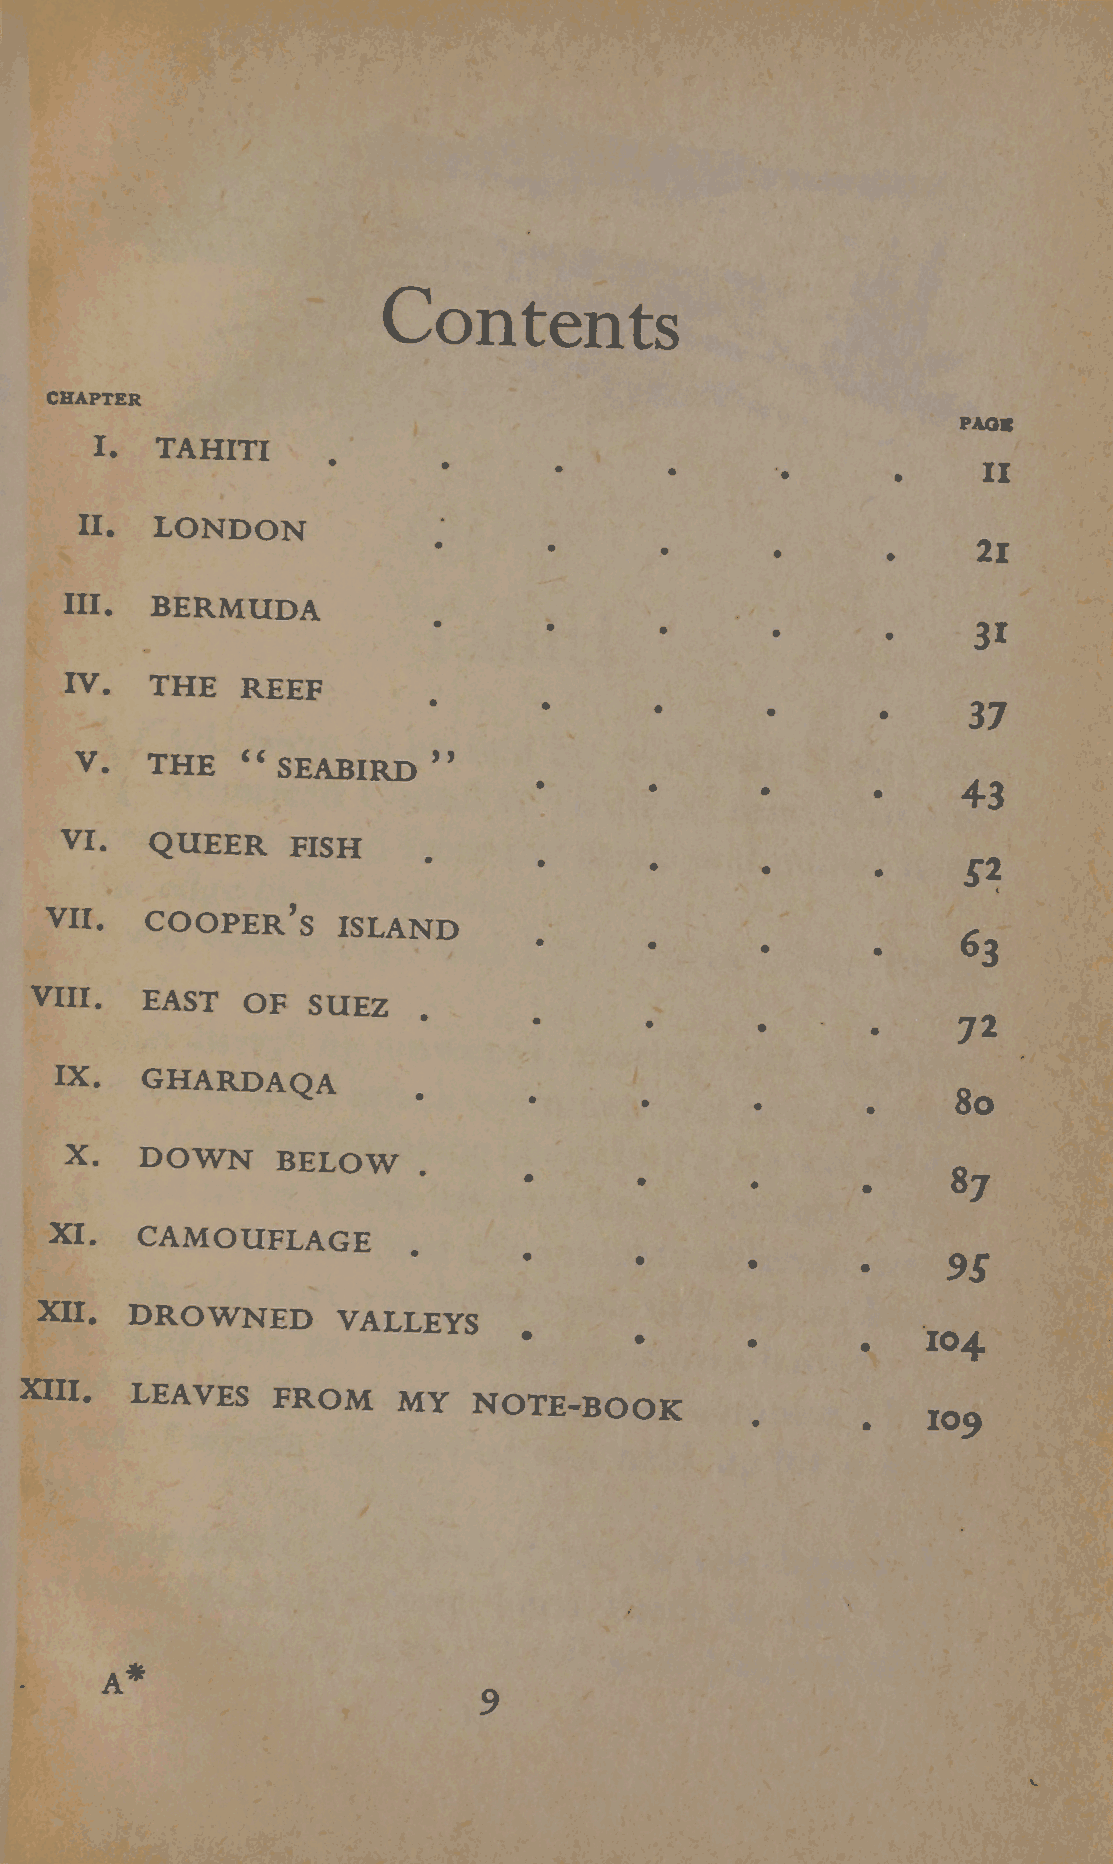 Contents
CHAPTER PAGE
I. TAHITI . . . . . . 11
II. LONDON . . . . . 21
III. BERMUDA . . . . . 31
IV. THE REEF . . . . . 37
V. THE “ SEABIRD ” . . . . 43
VI. QUEER FISH . . . . . 52
VII. COOPER’S ISLAND . . . . 63
VIII. EAST OF SUEZ . . . . . 72
IX. GHARDAQA . . . . . 80
X. DOWN BELOW . . . . . 87
XI. CAMOUFLAGE . . . . . 95
XII. DROWNED VALLEYS . . . . 104
XIII. LEAVES FROM MY NOTE-BOOK . . 109
A* 9